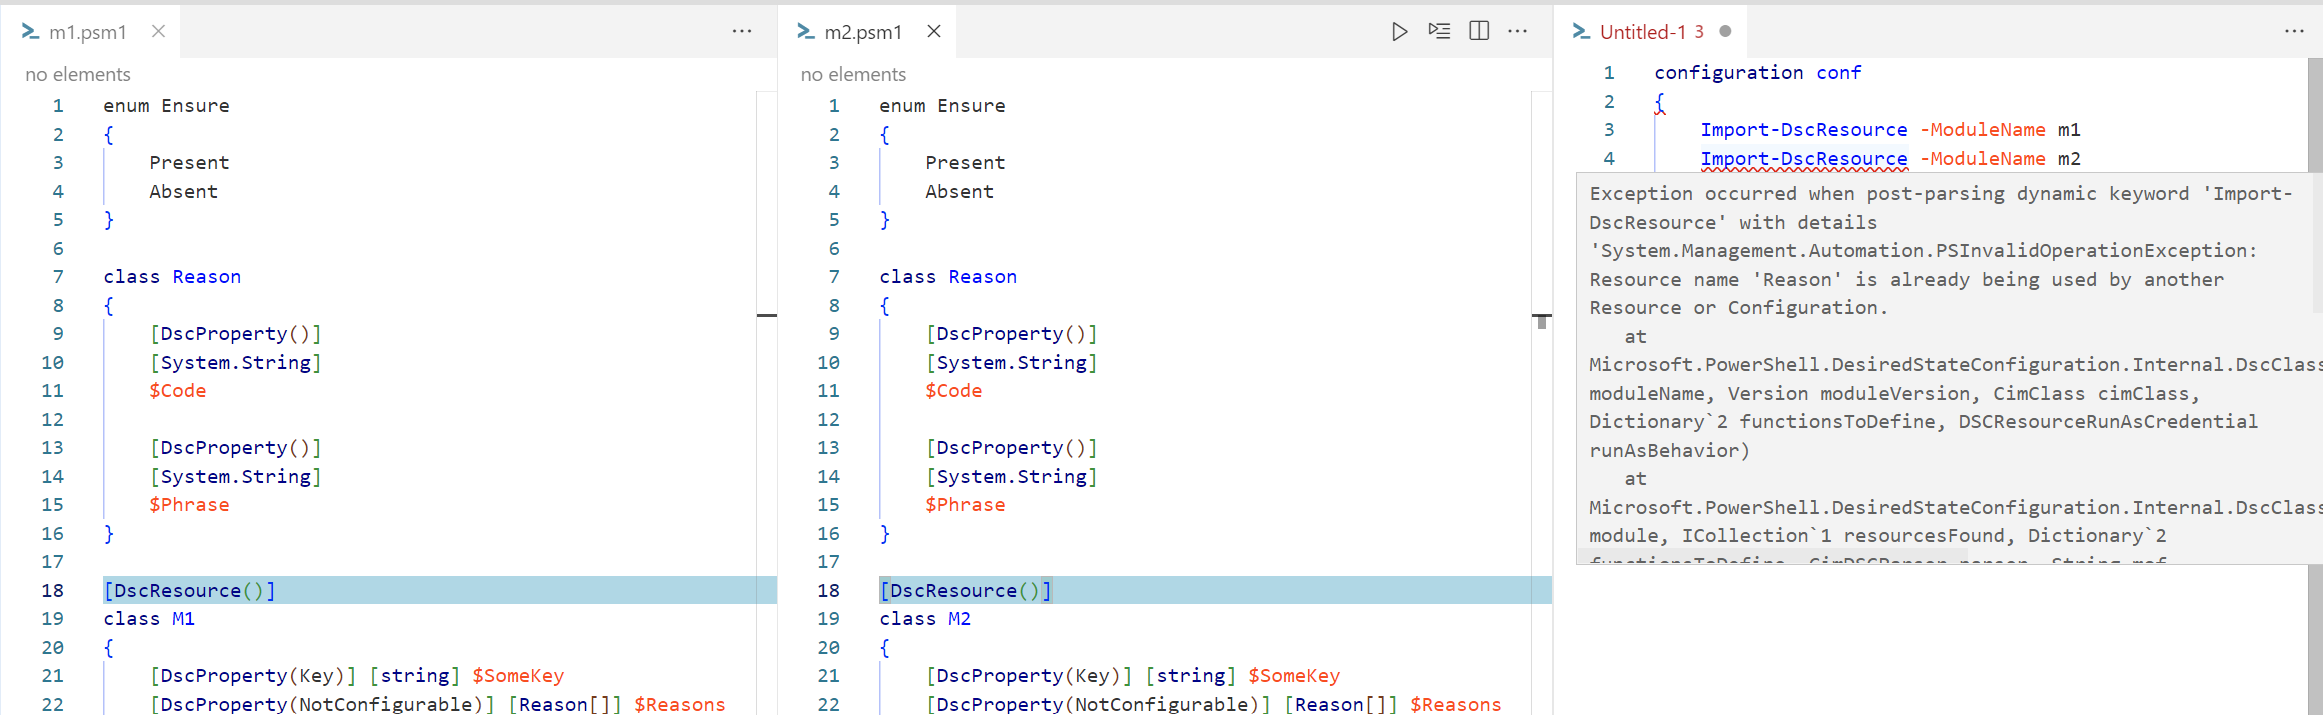 m1.psm1
no elements
1 enum Ensure
2 {
3 Present
4 Absent
5 }
6
7 class Reason
8 {
9 [DscProperty()]
10 [System.String]
11 $Code
12
13 [DscProperty()]
14 [System.String]
15 $Phrase
16 }
17
18 [DscResource()]
19 class M1
20 {
21 [DscProperty(Key)] [string] $SomeKey
22 [DscProperty(NotConfigurable)] [Reason[]] $Reasons
m2.psm1
no elements
1 enum Ensure
2 {
3 Present
4 Absent
5 }
6
7 class Reason
8 {
9 [DscProperty()]
10 [System.String]
11 $Code
12
13 [DscProperty()]
14 [System.String]
15 $Phrase
16 }
17
18 [DscResource()]
19 class M2
20 {
21 [DscProperty(Key)] [string] $SomeKey
22 [DscProperty(NotConfigurable)] [Reason[]] $Reasons
Untitled-1 3
1 configuration conf
2 {
3 Import-DscResource -ModuleName m1
4 Import-DscResource -ModuleName m2
Exception occurred when post-parsing dynamic keyword 'Import-
DscResource' with details
'System.Management.Automation.PSInvalidOperationException:
Resource name 'Reason' is already being used by another
Resource or Configuration.
at
Microsoft.PowerShell.DesiredStateConfiguration.Internal.DscClass
moduleName, Version moduleVersion, CimClass cimClass,
Dictionary`2 functionsToDefine, DSCResourceRunAsCredential
runAsBehavior)
at
Microsoft.PowerShell.DesiredStateConfiguration.Internal.DscClass
module, ICollection`1 resourcesFound, Dictionary`2
functionsToDefine, CimDSCParser parser, String mof